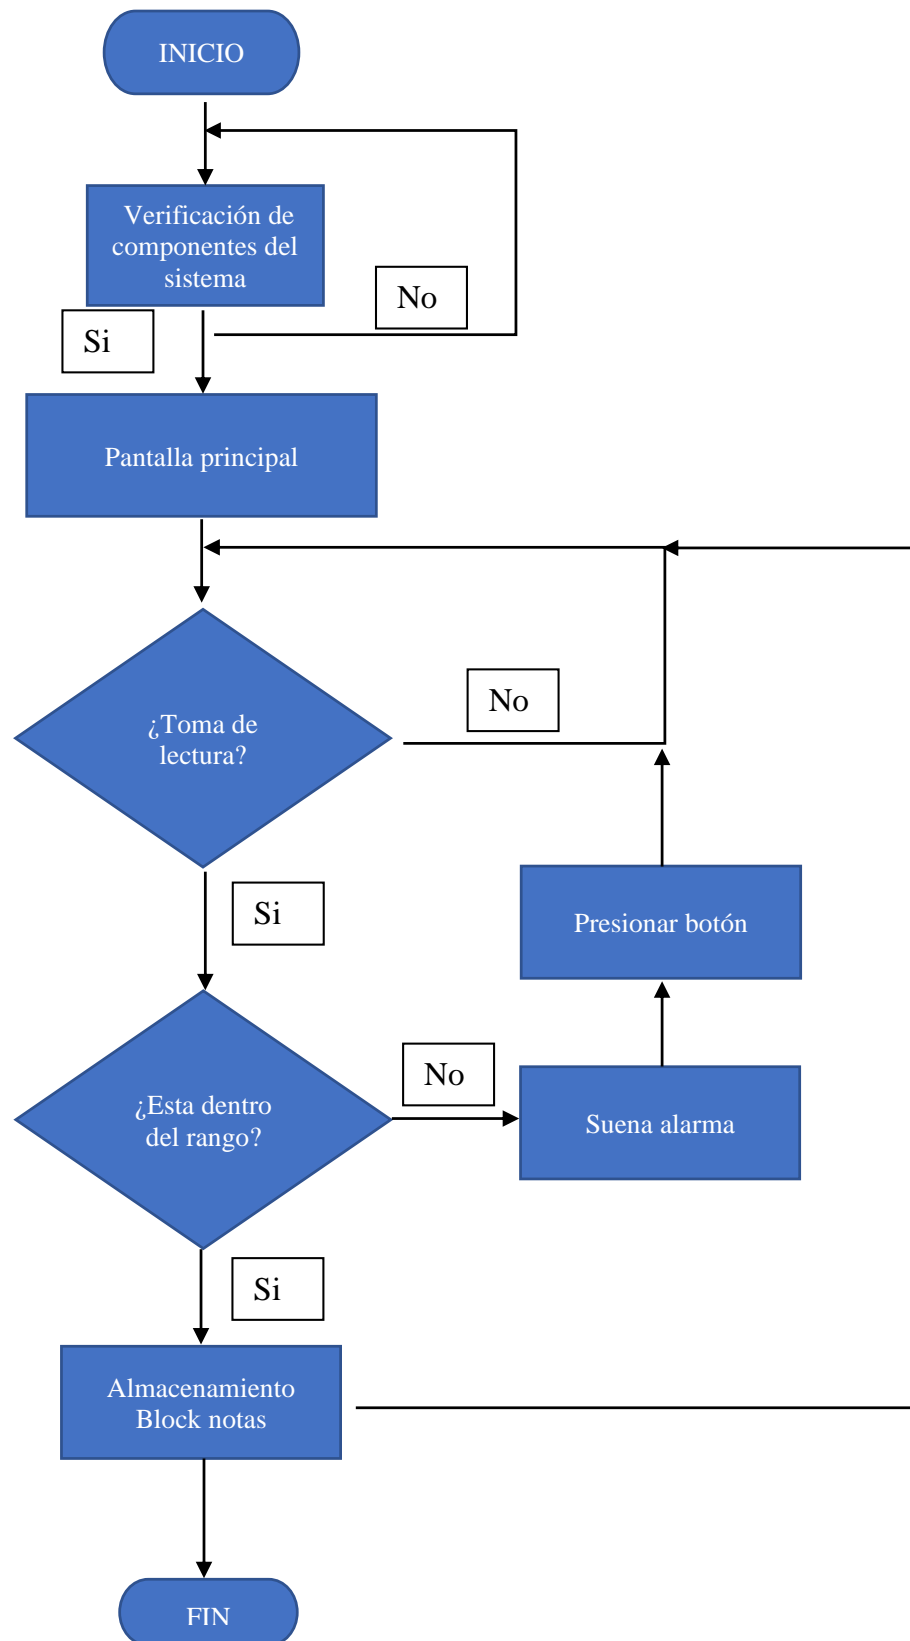 INICIO
Verificación de
componentes del
sistema
No
Si
Pantalla principal
¿Toma de
lectura?
No
Si
Presionar botón
¿Esta dentro
del rango?
No
Suena alarma
Si
Almacenamiento
Block notas
FIN